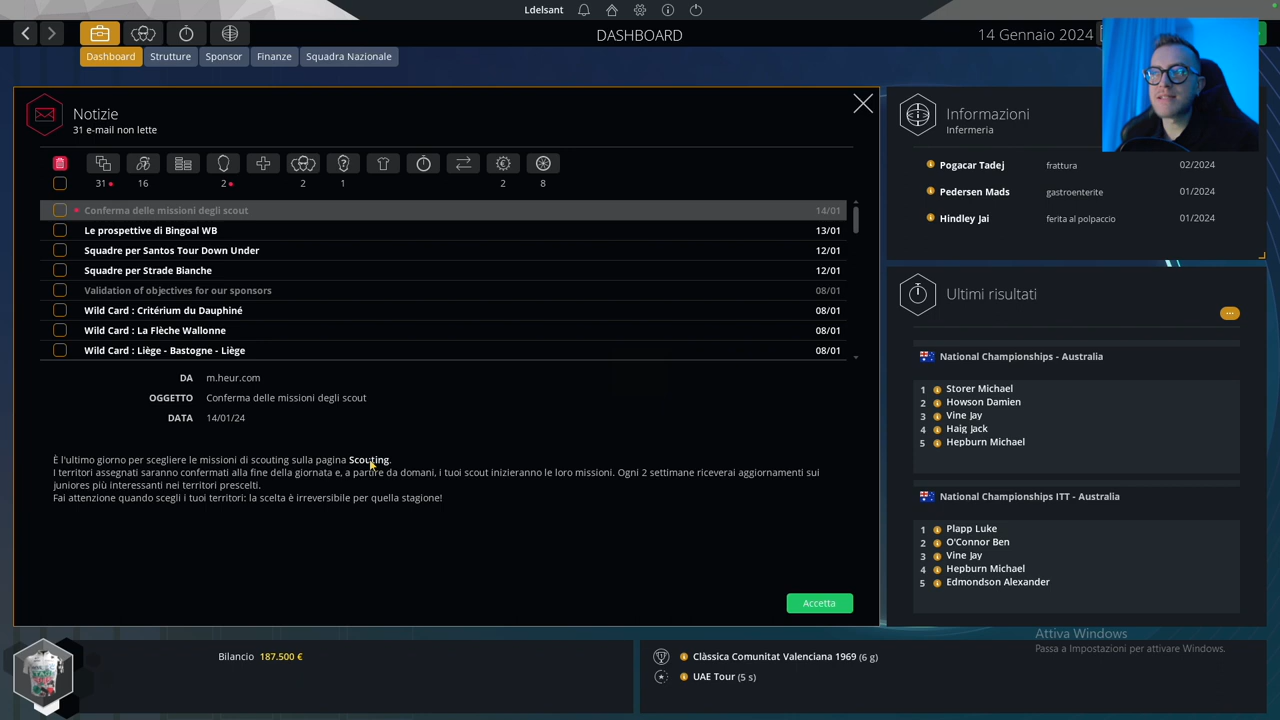 Ldelsant
DASHBOARD
14 Gennaio 2024
Dashboard
Strutture
Sponsor
Finanze
Squadra Nazionale
Notizie
31 e-mail non lette
31
16
2
2
1
2
8
Conferma delle missioni degli scout 14/01
Le prospettive di Bingoal WB 13/01
Squadre per Santos Tour Down Under 12/01
Squadre per Strade Bianche 12/01
Validation of objectives for our sponsors 08/01
Wild Card : Critérium du Dauphiné 08/01
Wild Card : La Flèche Wallonne 08/01
Wild Card : Liège - Bastogne - Liège 08/01
DA m.heur.com
OGGETTO Conferma delle missioni degli scout
DATA 14/01/24
È l'ultimo giorno per scegliere le missioni di scouting sulla pagina Scouting.
I territori assegnati saranno confermati alla fine della giornata e, a partire da domani, i tuoi scout inizieranno le loro missioni. Ogni 2 settimane riceverai aggiornamenti sui
juniores più interessanti nei territori prescelti.
Fai attenzione quando scegli i tuoi territori: la scelta è irreversibile per quella stagione!
Accetta
Informazioni
Infermeria
Pogacar Tadej frattura 02/2024
Pedersen Mads gastroenterite 01/2024
Hindley Jai ferita al polpaccio 01/2024
Ultimi risultati
...
National Championships - Australia
1 Storer Michael
2 Howson Damien
3 Vine Jay
4 Haig Jack
5 Hepburn Michael
National Championships ITT - Australia
1 Plapp Luke
2 O'Connor Ben
3 Vine Jay
4 Hepburn Michael
5 Edmondson Alexander
Attiva Windows
Passa a Impostazioni per attivare Windows.
Bilancio 187.500 €
Clàssica Comunitat Valenciana 1969 (6 g)
UAE Tour (5 s)